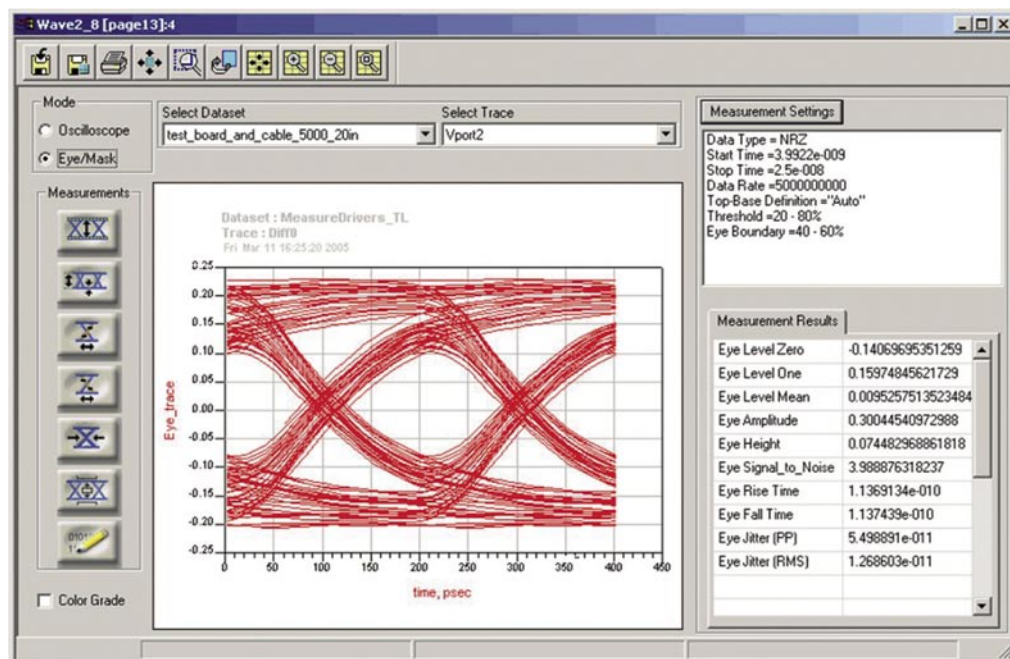 Wave2_8 [page13]:4
Mode
Oscilloscope
Eye/Mask
Select Dataset
test_board_and_cable_5000_20in
Select Trace
Vport2
Measurement Settings
Data Type = NRZ
Start Time =3.9922e-009
Stop Time =2.5e-008
Data Rate =5000000000
Top-Base Definition ="Auto"
Threshold =20 - 80%
Eye Boundary =40 - 60%
Measurements
Color Grade
Dataset : MeasureDrivers_TL
Trace : Diff0
Fri Mar 11 16:25:20 2005
0.25
0.20
0.15
0.10
0.05
0.00
-0.05
-0.10
-0.15
-0.20
-0.25
Eye_trace
0 50 100 150 200 250 300 350 400 450
time, psec
Measurement Results
Eye Level Zero -0.14069695351259
Eye Level One 0.15974845621729
Eye Level Mean 0.0095257513523484
Eye Amplitude 0.30044540972988
Eye Height 0.074482968861818
Eye Signal_to_Noise 3.988876318237
Eye Rise Time 1.1369134e-010
Eye Fall Time 1.137439e-010
Eye Jitter (PP) 5.498891e-011
Eye Jitter (RMS) 1.268603e-011